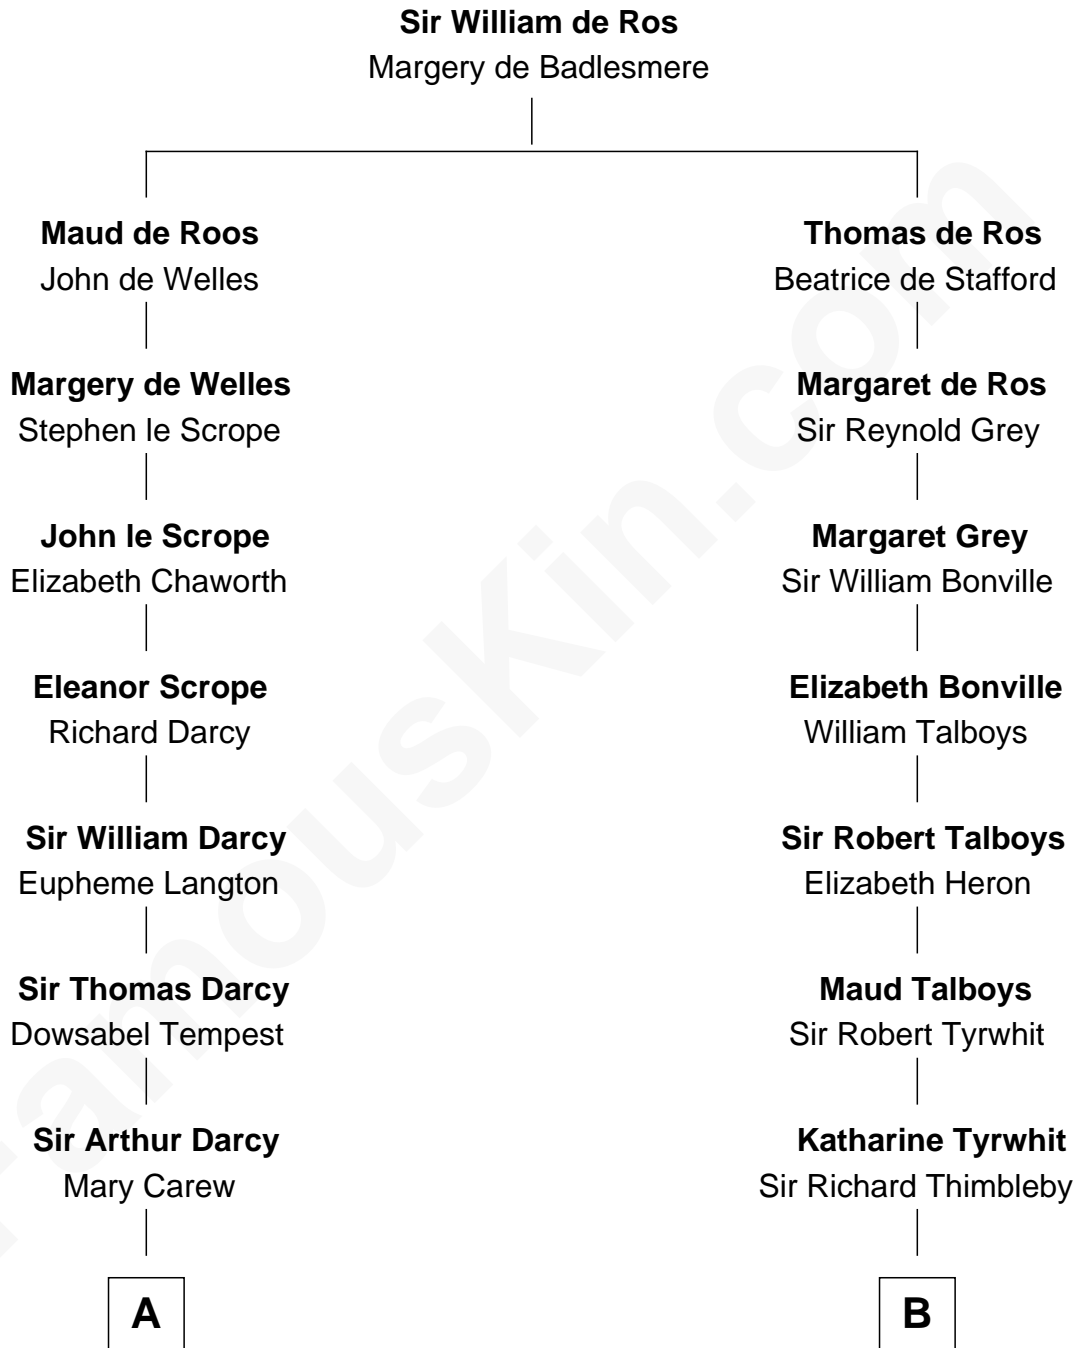 Sir William de Ros
Margery de Badlesmere
Maud de Roos
John de Welles
Thomas de Ros
Beatrice de Stafford
Margery de Welles
Stephen le Scrope
Margaret de Ros
Sir Reynold Grey
John le Scrope
Elizabeth Chaworth
Margaret Grey
Sir William Bonville
Eleanor Scrope
Richard Darcy
Elizabeth Bonville
William Talboys
Sir William Darcy
Eupheme Langton
Sir Robert Talboys
Elizabeth Heron
Sir Thomas Darcy
Dowsabel Tempest
Maud Talboys
Sir Robert Tyrwhit
Sir Arthur Darcy
Mary Carew
Katharine Tyrwhit
Sir Richard Thimbleby
A
B
FamousKin.com